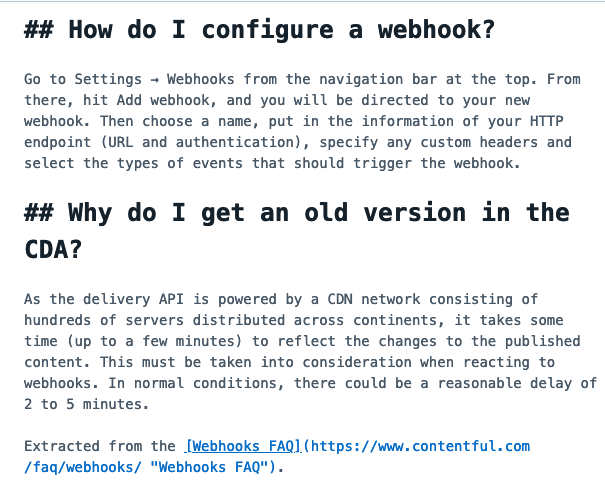 ## How do I configure a webhook?
Go to Settings → Webhooks from the navigation bar at the top. From
there, hit Add webhook, and you will be directed to your new
webhook. Then choose a name, put in the information of your HTTP
endpoint (URL and authentication), specify any custom headers and
select the types of events that should trigger the webhook.
## Why do I get an old version in the
CDA?
As the delivery API is powered by a CDN network consisting of
hundreds of servers distributed across continents, it takes some
time (up to a few minutes) to reflect the changes to the published
content. This must be taken into consideration when reacting to
webhooks. In normal conditions, there could be a reasonable delay of
2 to 5 minutes.
Extracted from the [Webhooks FAQ](https://www.contentful.com
/faq/webhooks/ "Webhooks FAQ").